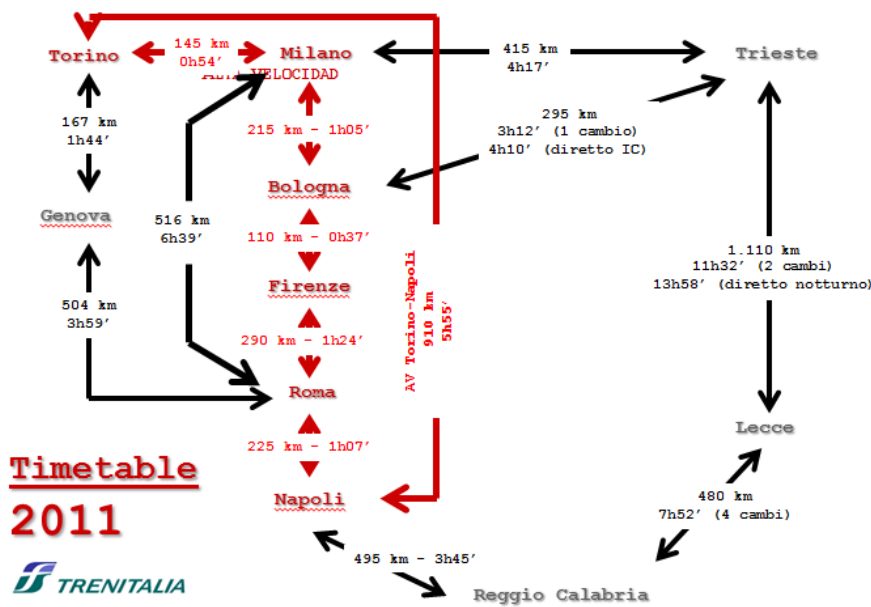 Torino
145 km
0h54’
Milano
ALTA VELOCIDAD
415 km
4h17’
Trieste
167 km
1h44’
215 km – 1h05’
295 km
3h12’ (1 cambio)
4h10’ (diretto IC)
Bologna
Genova
516 km
6h39’
110 km – 0h37’
1.110 km
11h32’ (2 cambi)
13h58’ (diretto notturno)
Firenze
504 km
3h59’
290 km – 1h24’
AV Torino-Napoli
910 km
5h55’
Roma
Lecce
225 km – 1h07’
Timetable
2011
Napoli
480 km
7h52’ (4 cambi)
495 km – 3h45’
TRENITALIA
Reggio Calabria